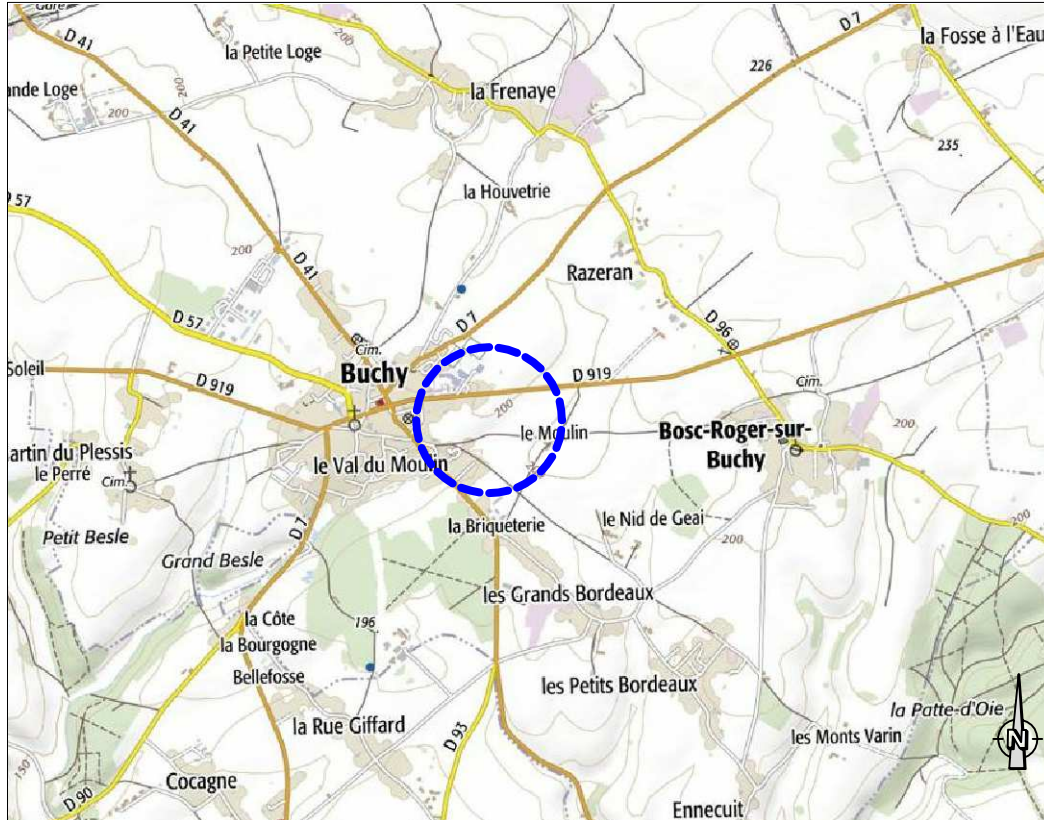 Gare
D 41
la Petite Loge
200
D 7
la Fosse à l'Eau
226
ande Loge
200
la Frenaye
D 41
235
la Houvetrie
57
200
D 41
Razeran
D 57
D 7
D 96
Cim.
Buchy
Soleil
D 919
D 919
Cim.
200
le Moulin
Bosc-Roger-sur-
Buchy
artin du Plessis
le Perré
le Val du Moulin
Cim.
la Briqueterie
le Nid de Geai
200
200
Petit Besle
D 7
Grand Besle
les Grands Bordeaux
la Côte
196
la Bourgogne
Bellefosse
les Petits Bordeaux
la Patte-d'Oie
la Rue Giffard
D 93
les Monts Varin
N
150
Cocagne
D 90
Ennecuit